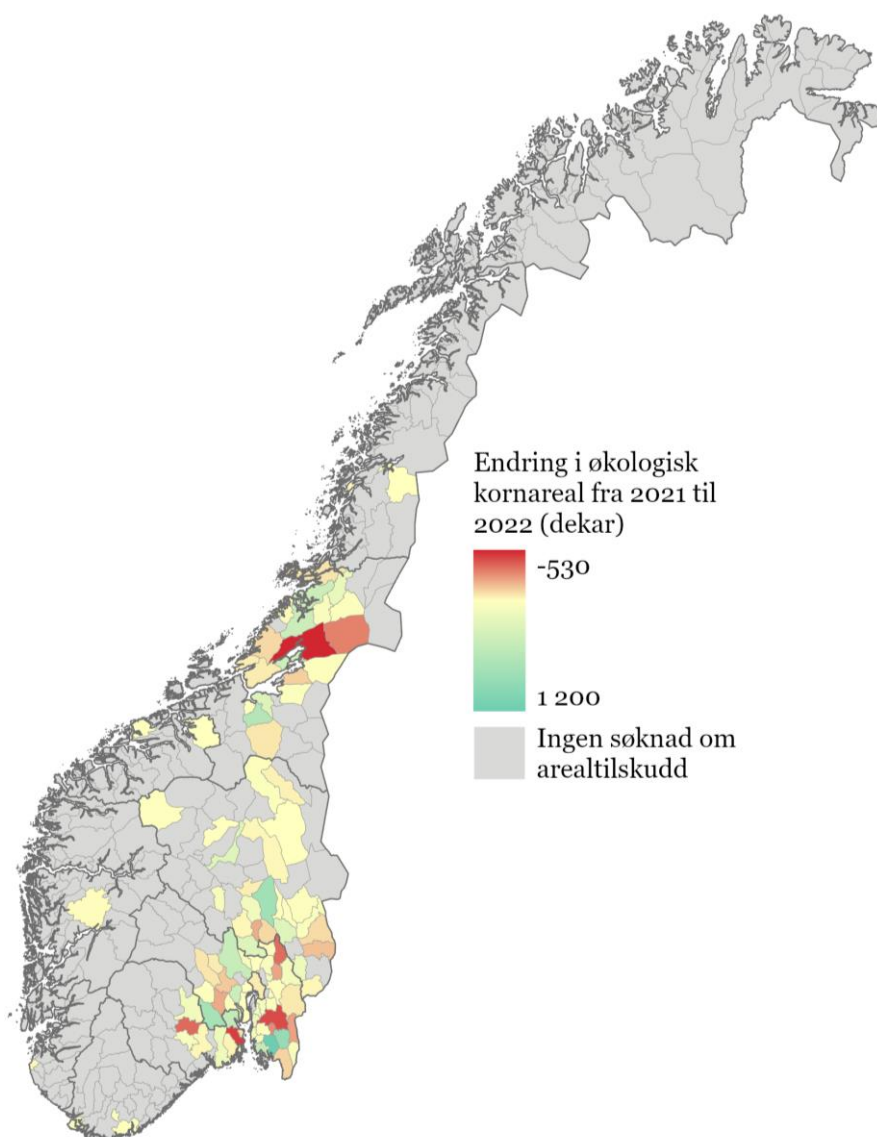 Endring i økologisk
kornareal fra 2021 til
2022 (dekar)
-530
1 200
Ingen søknad om
arealtilskudd